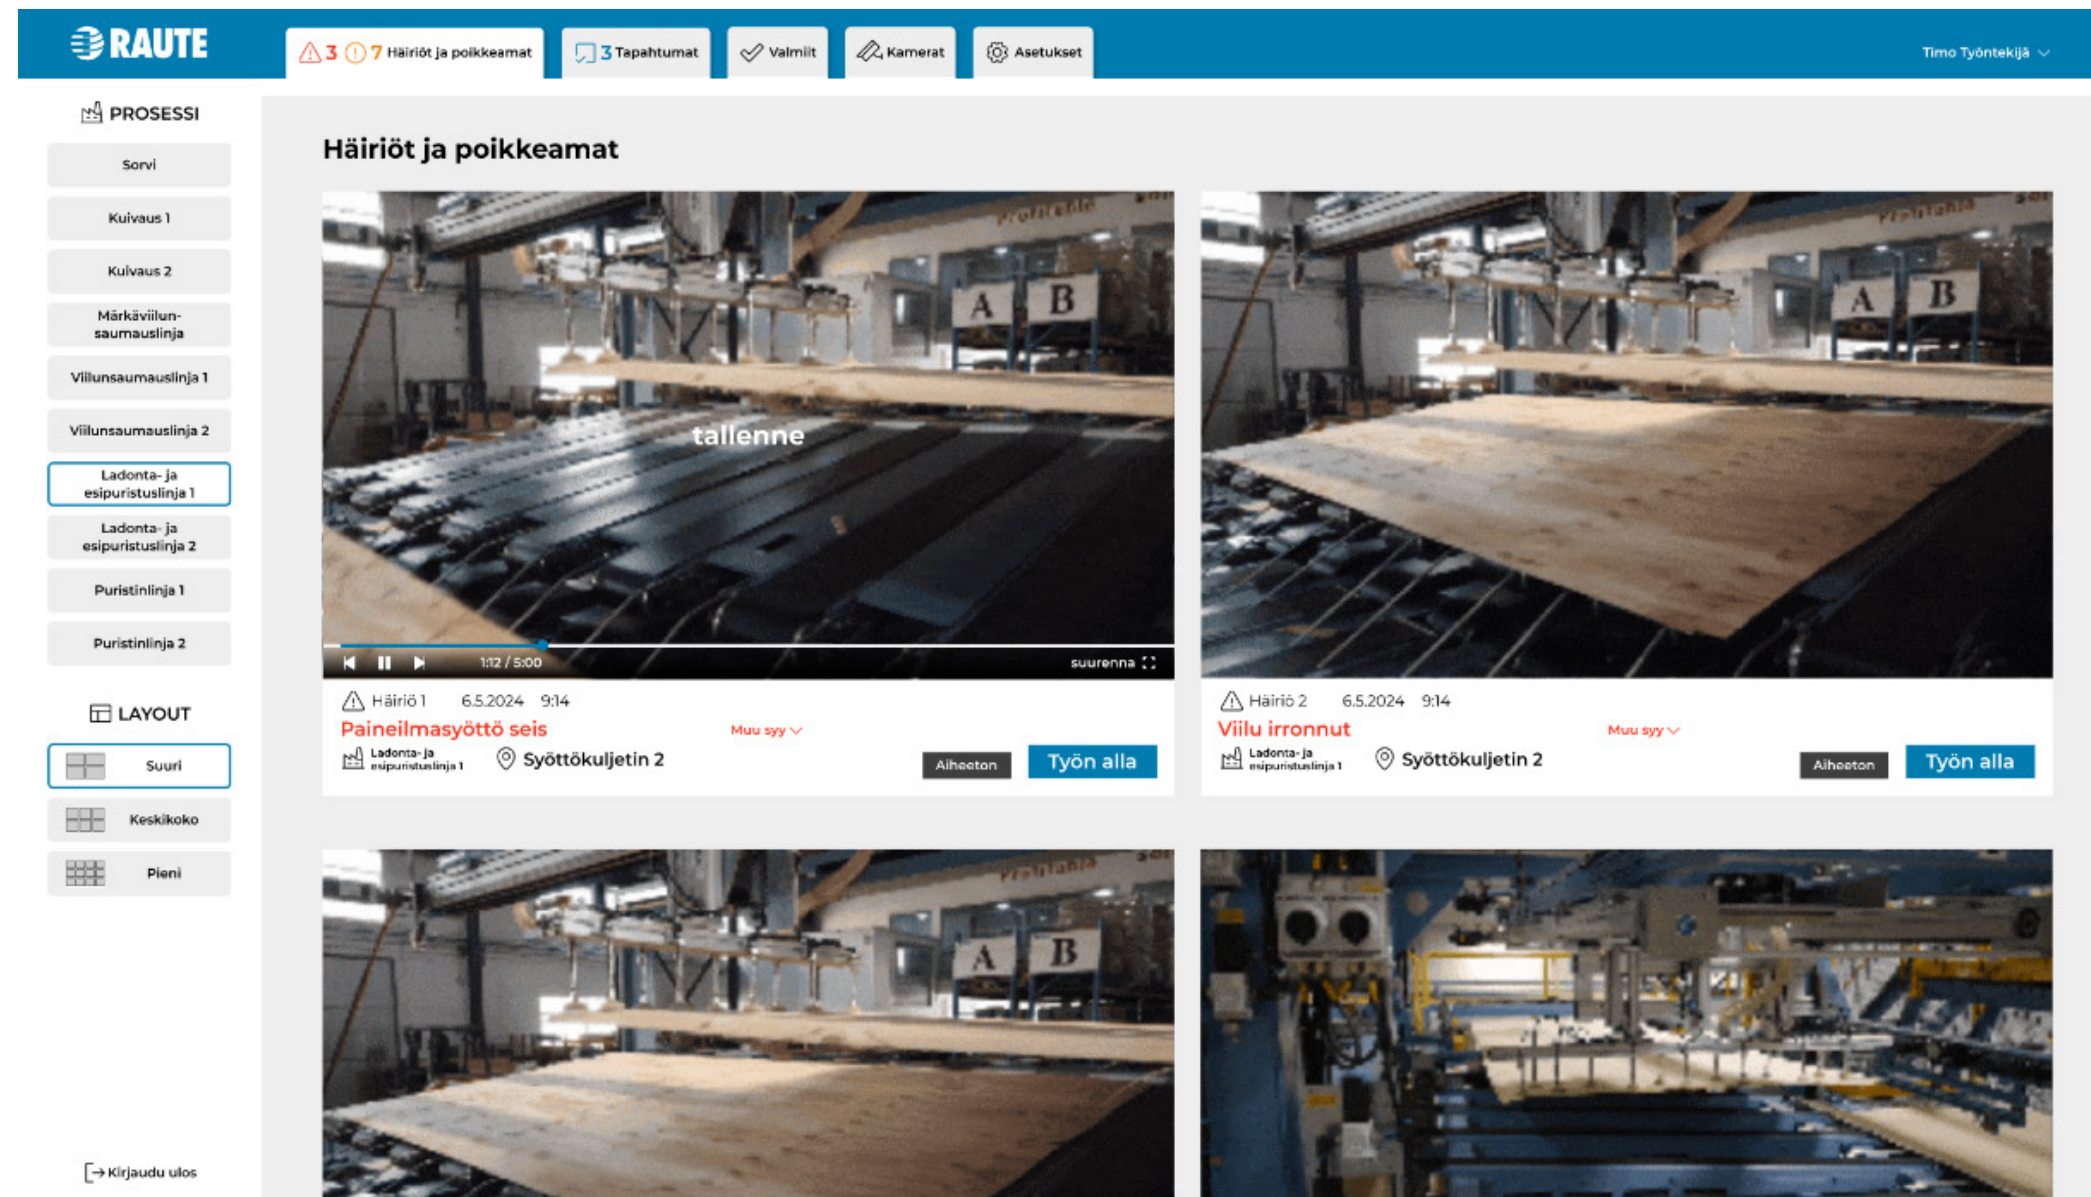 RAUTE
3 7 Häiriöt ja poikkeamat
3 Tapahtumat
Valmiit
Kamerat
Asetukset
Timo Työntekijä
PROSESSI
Sorvi
Kuivaus 1
Kuivaus 2
Märkäviilun-
saumauslinja
Viilunsaumauslinja 1
Viilunsaumauslinja 2
Ladonta- ja
esipuristuslinja 1
Ladonta- ja
esipuristuslinja 2
Puristinlinja 1
Puristinlinja 2
LAYOUT
Suuri
Keskikoko
Pieni
Kirjaudu ulos
Häiriöt ja poikkeamat
Profitable
A B
tallenne
1:12 / 5:00
suurenna
Häiriö 1 6.5.2024 9:14
Paineilmasyöttö seis
Muu syy
Ladonta- ja
esipuristuslinja 1
Syöttökuljetin 2
Aiheeton
Työn alla
Profitable
A B
Häiriö 2 6.5.2024 9:14
Viilu irronnut
Muu syy
Ladonta- ja
esipuristuslinja 1
Syöttökuljetin 2
Aiheeton
Työn alla
Profitable
A B